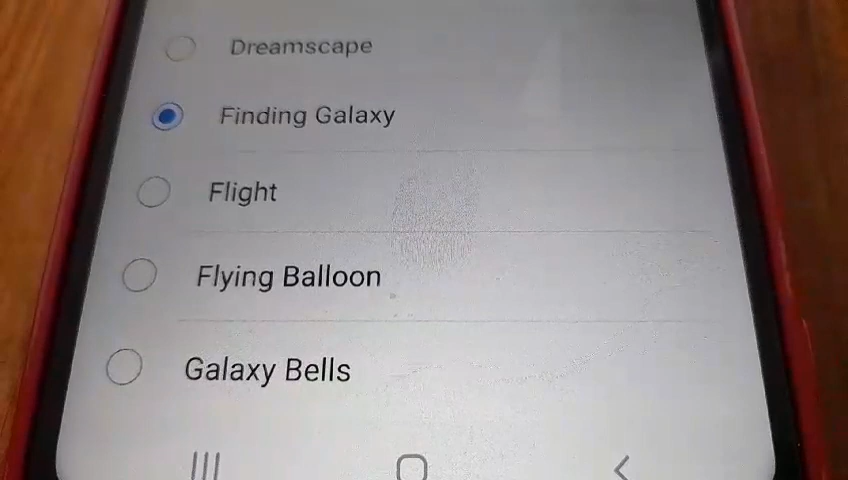 Dreamscape
Finding Galaxy
Flight
Flying Balloon
Galaxy Bells